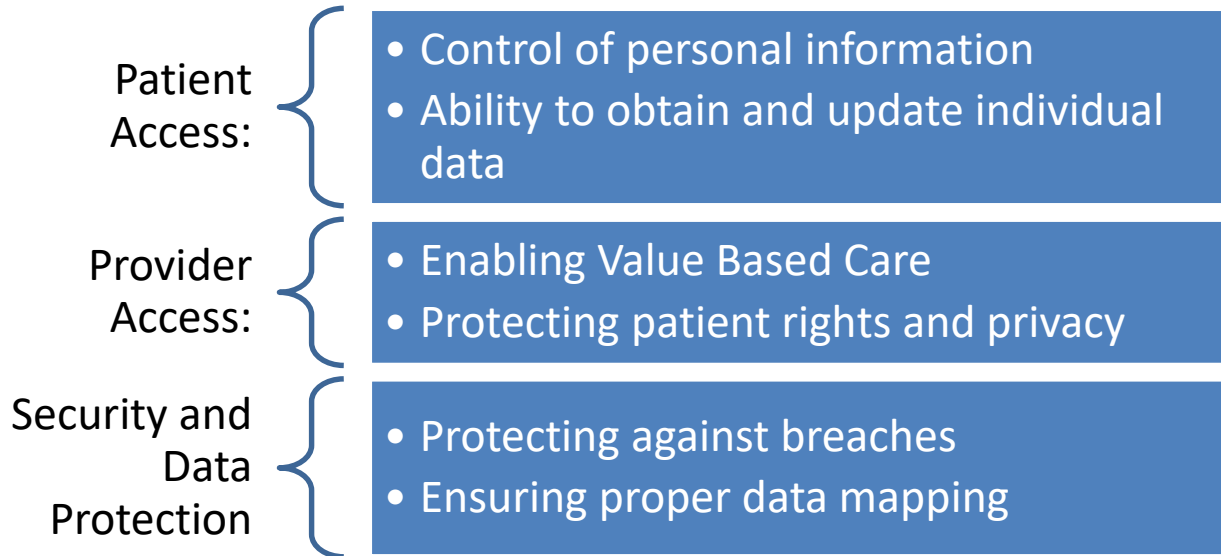 Patient
Access:
• Control of personal information
• Ability to obtain and update individual
data
Provider
Access:
• Enabling Value Based Care
• Protecting patient rights and privacy
Security and
Data
Protection
• Protecting against breaches
• Ensuring proper data mapping